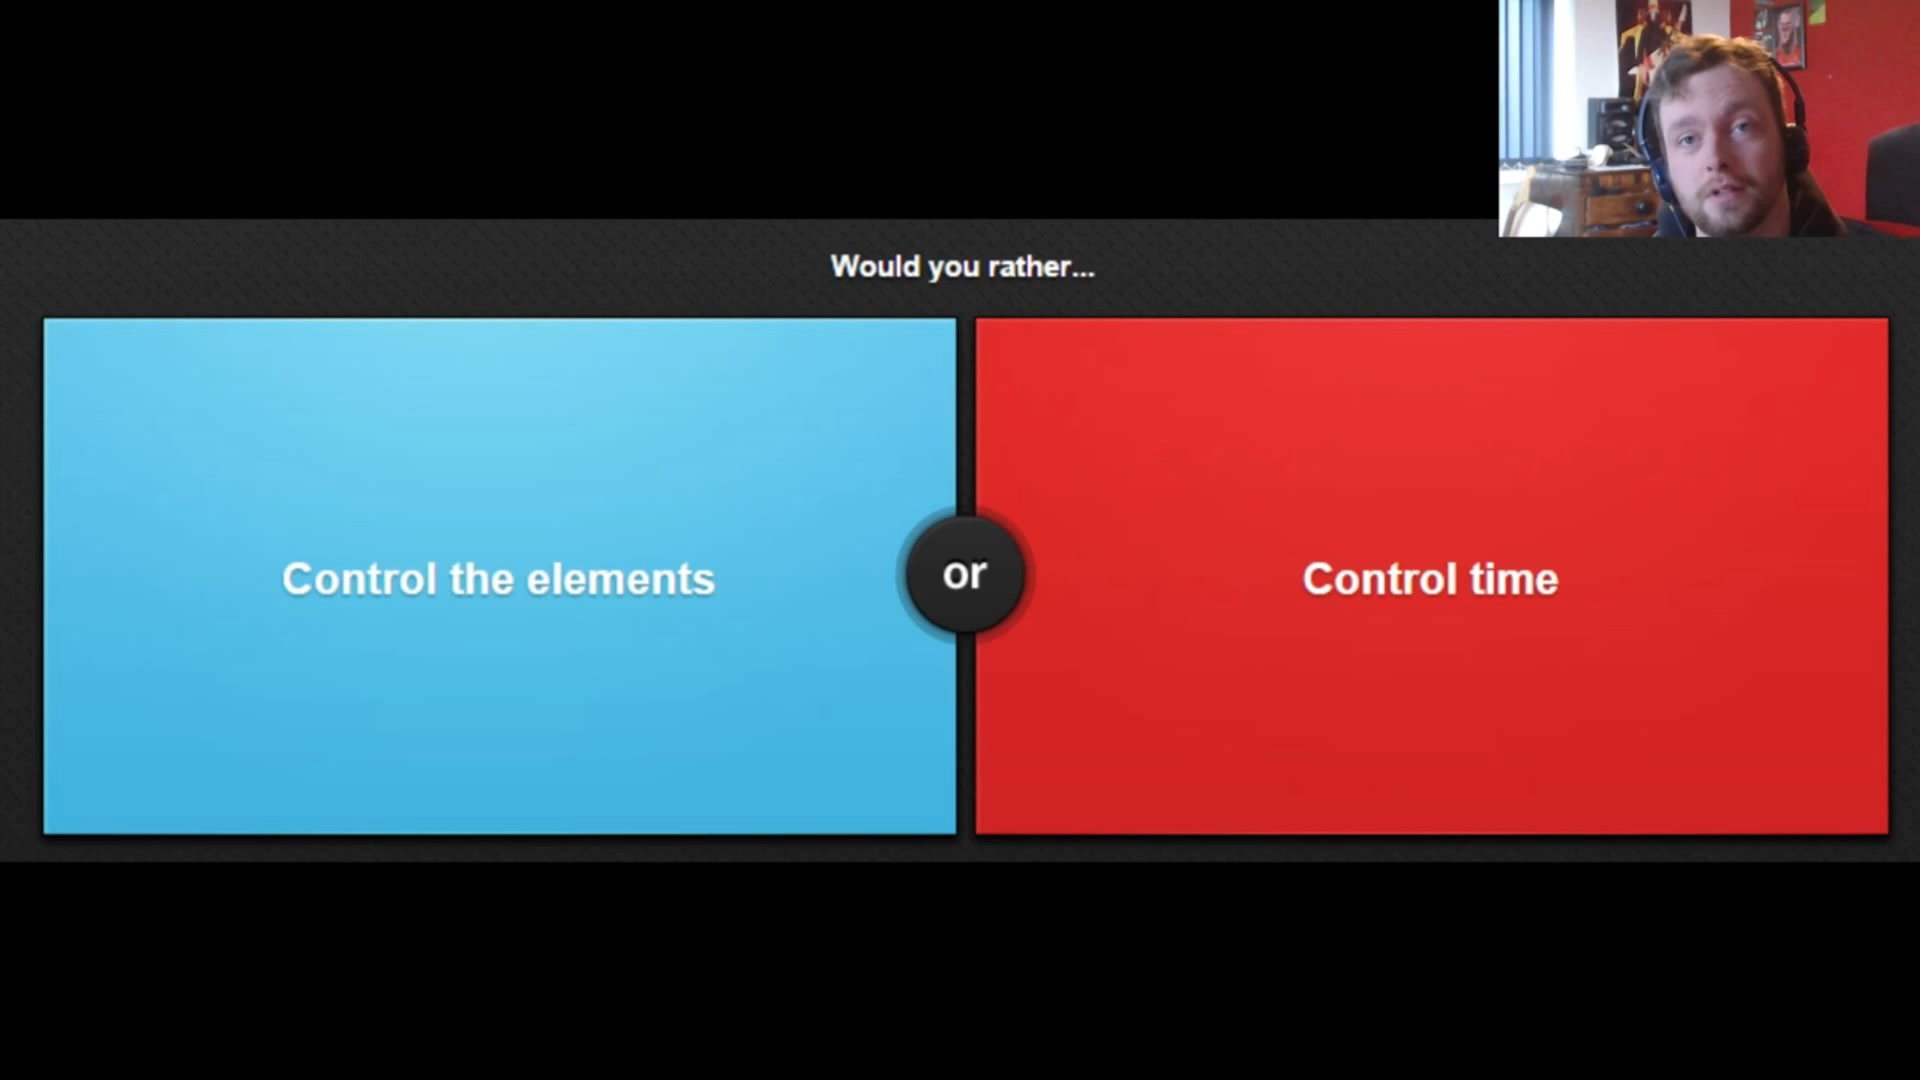 Would you rather...
Control the elements
or
Control time